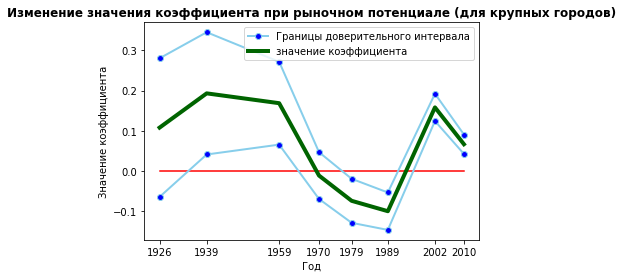 Изменение значения коэффициента при рыночном потенциале (для крупных городов)
Границы доверительного интервала
значение коэффициента
Значение коэффициента
0.3
0.2
0.1
0.0
−0.1
1926 1939 1959 1970 1979 1989 2002 2010
Год